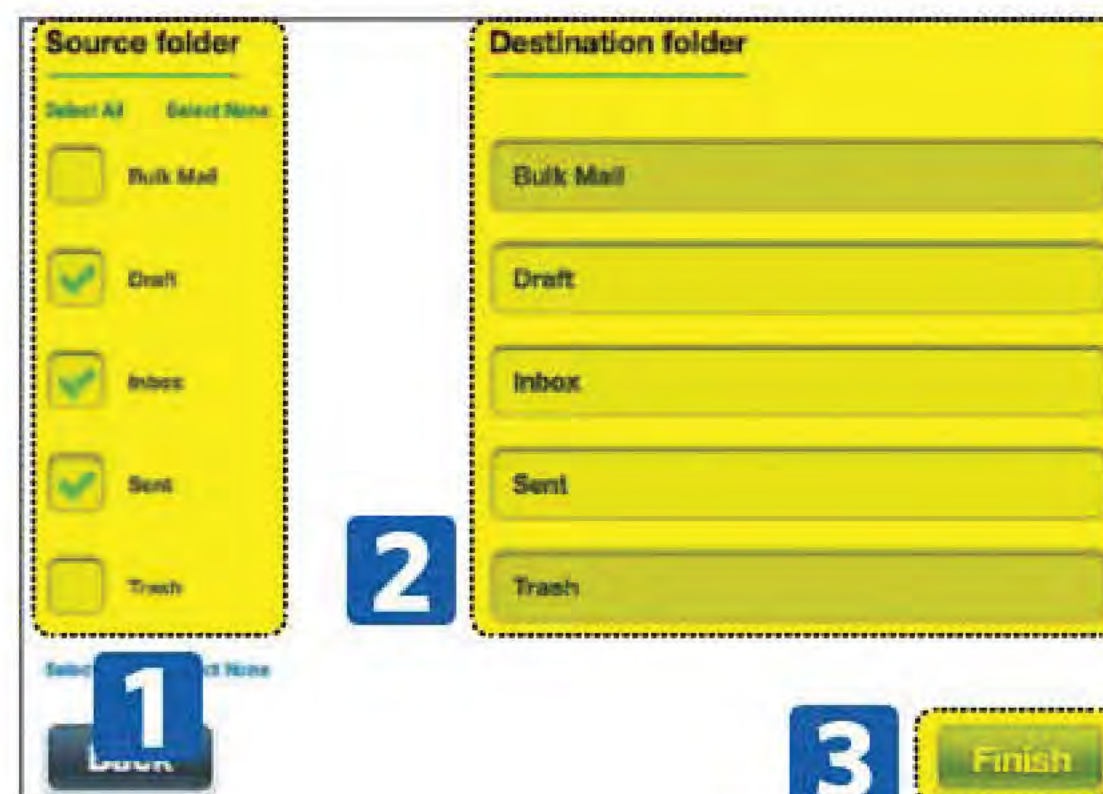 Source folder
Destination folder
Select All Select None
Bulk Mail
Bulk Mail
Draft
Draft
Inbox
Inbox
Sent
Sent
2
Trash
Trash
1
3
Finish